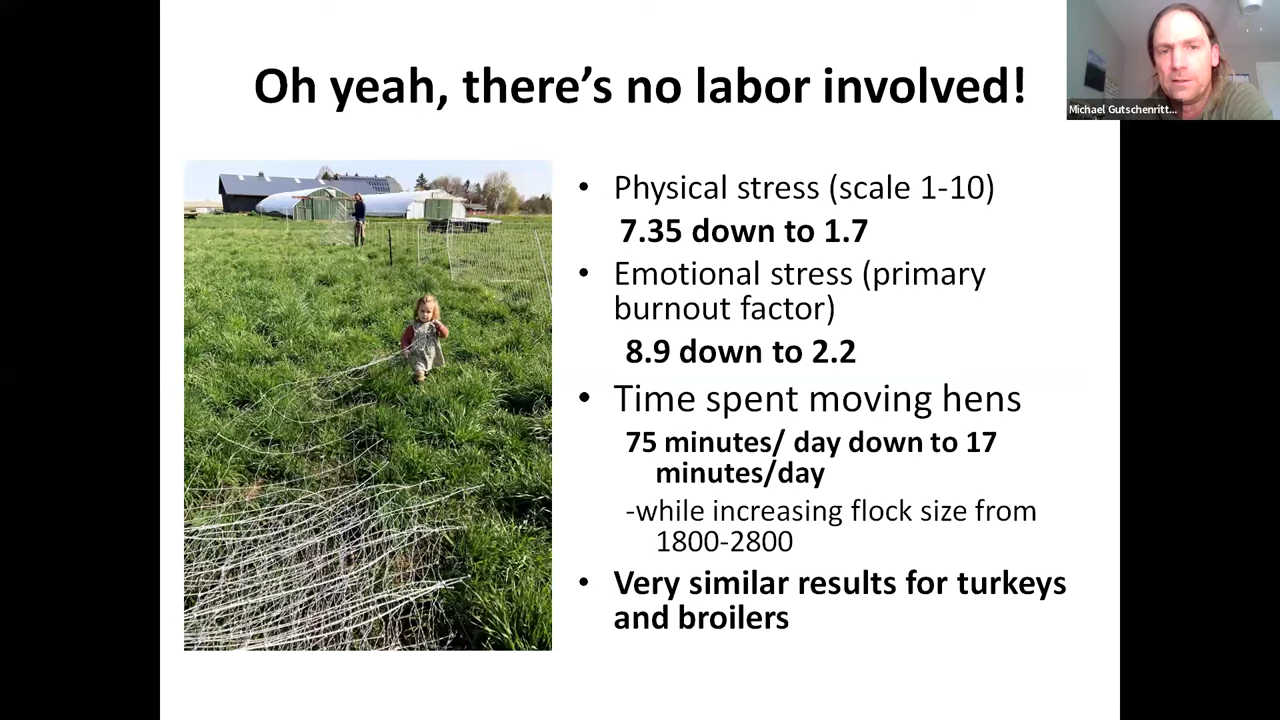 Oh yeah, there's no labor involved!
Michael Gutschenritt...
• Physical stress (scale 1-10)
7.35 down to 1.7
• Emotional stress (primary
burnout factor)
8.9 down to 2.2
• Time spent moving hens
75 minutes/ day down to 17
minutes/day
-while increasing flock size from
1800-2800
• Very similar results for turkeys
and broilers